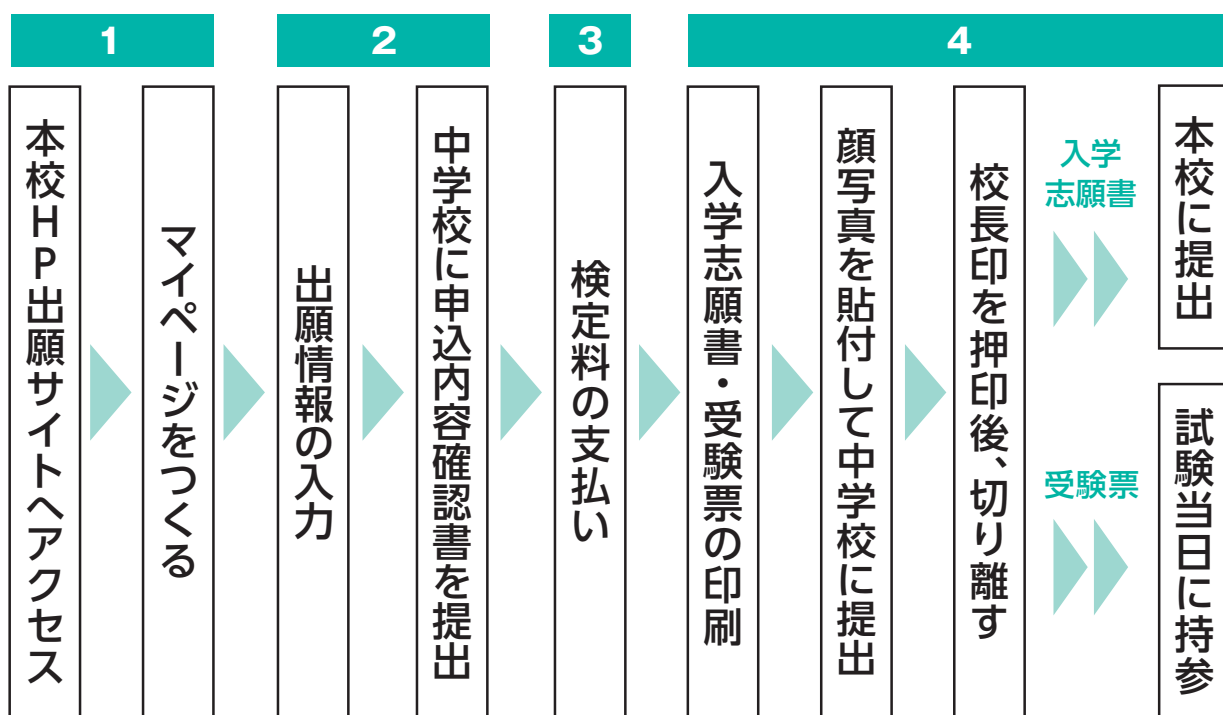 1
本校HP出願サイトへアクセス
マイページをつくる
2
出願情報の入力
中学校に申込内容確認書を提出
3
検定料の支払い
4
入学志願書・受験票の印刷
顔写真を貼付して中学校に提出
校長印を押印後、切り離す
入学
志願書
本校に提出
受験票
試験当日に持参